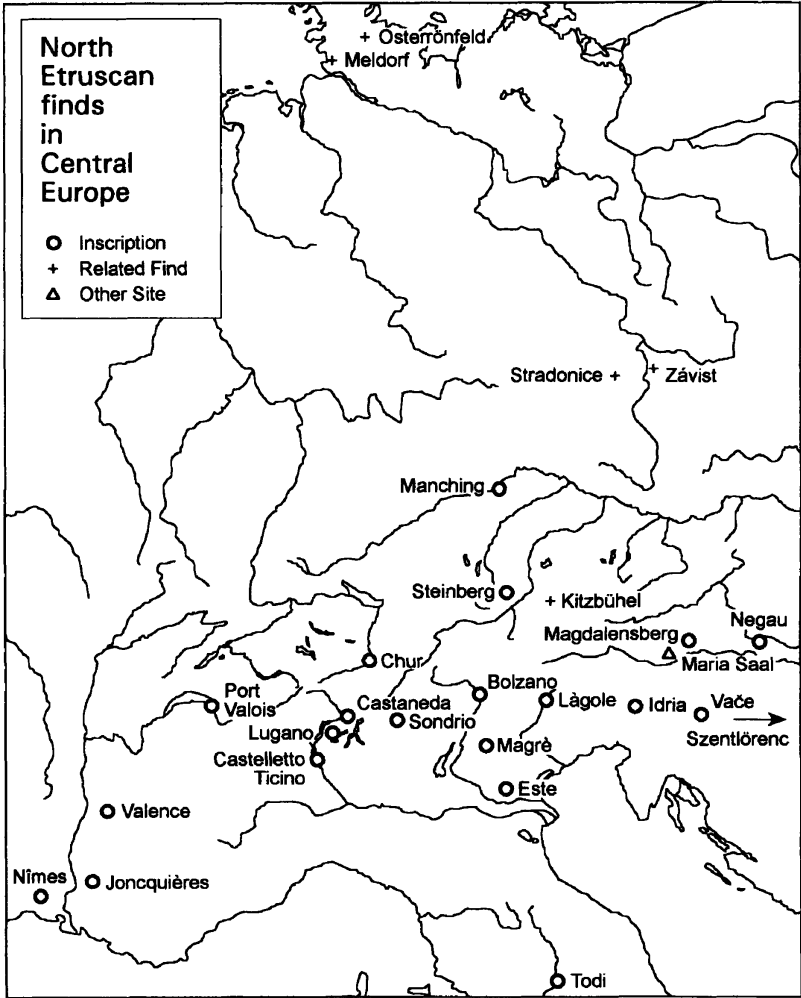 North
Etruscan
finds
in
Central
Europe
Inscription
+ Related Find
Other Site
Osterrönfeld
Meldorf
Stradonice
Závist
Manching
Steinberg
Kitzbühel
Magdalensberg
Negau
Maria Saal
Chur
Bolzano
Port
Valois
Castaneda
Làgole
Idria
Vače
Sondrio
Lugano
Szentlörenc
Magrè
Castelletto
Ticino
Este
Valence
Nîmes
Joncquières
Todi